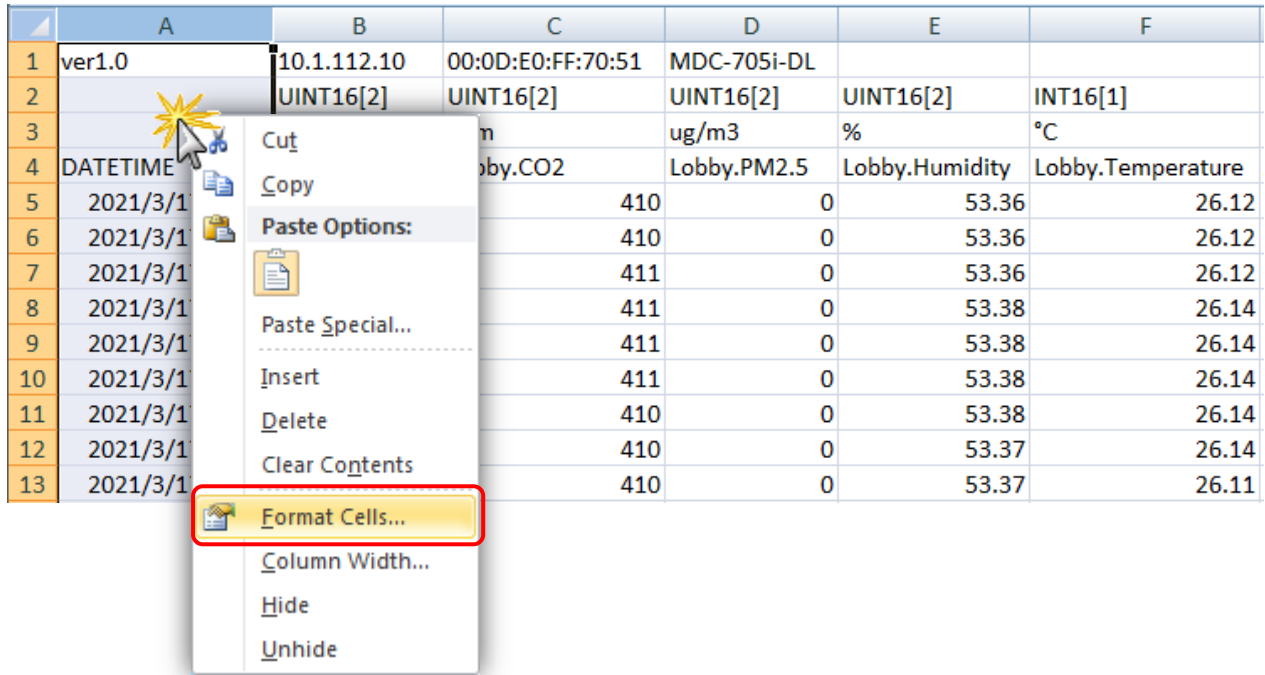 A B C D E F
1 ver1.0 10.1.112.10 00:0D:E0:FF:70:51 MDC-705i-DL
2 UINT16[2] UINT16[2] UINT16[2] UINT16[2] INT16[1]
3 ug/m3 % °C
4 DATETIME Lobby.PM2.5 Lobby.Humidity Lobby.Temperature
5 2021/3/1 410 0 53.36 26.12
6 2021/3/1 410 0 53.36 26.12
7 2021/3/1 411 0 53.36 26.12
8 2021/3/1 411 0 53.38 26.14
9 2021/3/1 411 0 53.38 26.14
10 2021/3/1 411 0 53.38 26.14
11 2021/3/1 410 0 53.38 26.14
12 2021/3/1 410 0 53.37 26.14
13 2021/3/1 410 0 53.37 26.11
Cut
Copy
Paste Options:
Paste Special...
Insert
Delete
Clear Contents
Format Cells...
Column Width...
Hide
Unhide